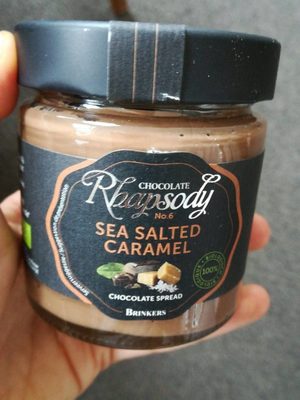 CHOCOLATE
Rhapsody
No.6
SEA SALTED
CARAMEL
CHOCOLATE SPREAD
BRINKERS
100%